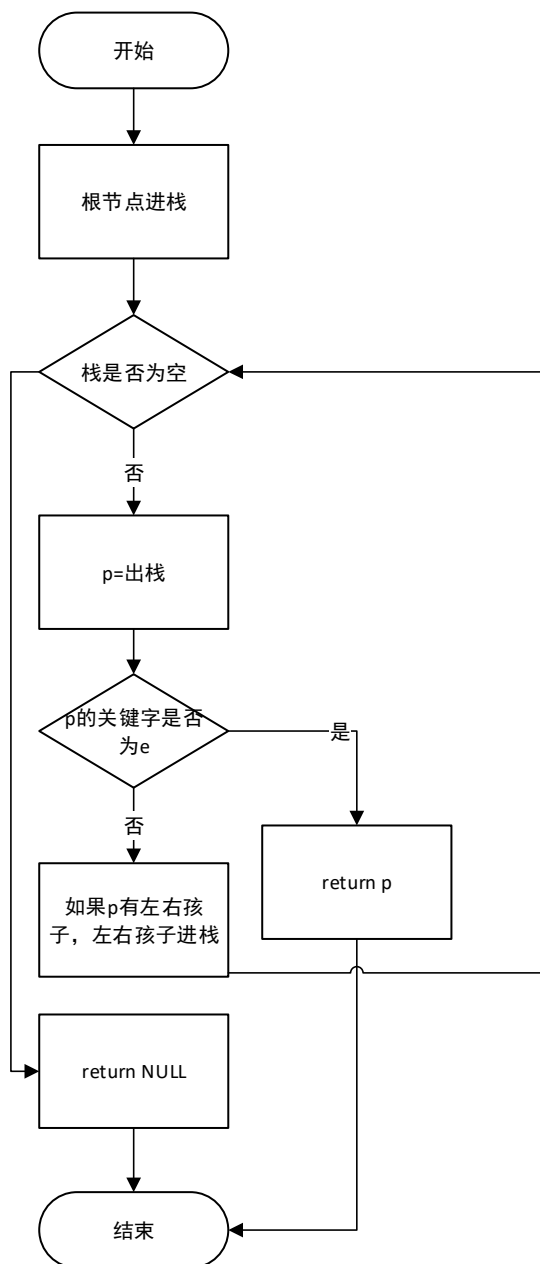 开始
根节点进栈
栈是否为空
否
p=出栈
p的关键字是否
为e
是
否
return p
如果p有左右孩
子，左右孩子进栈
return NULL
结束